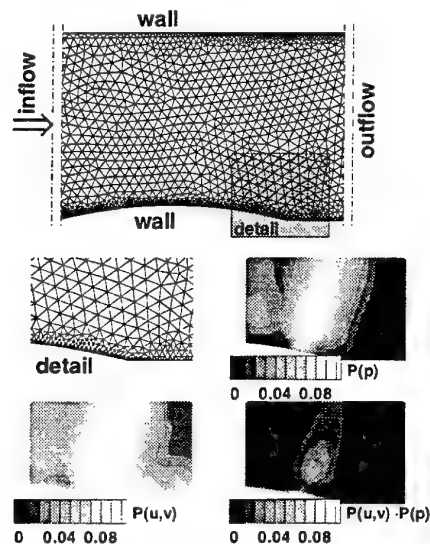 wall
inflow
outflow
wall
detail
detail
P(p)
0 0.04 0.08
P(u,v)
0 0.04 0.08
P(u,v) ·P(p)
0 0.04 0.08